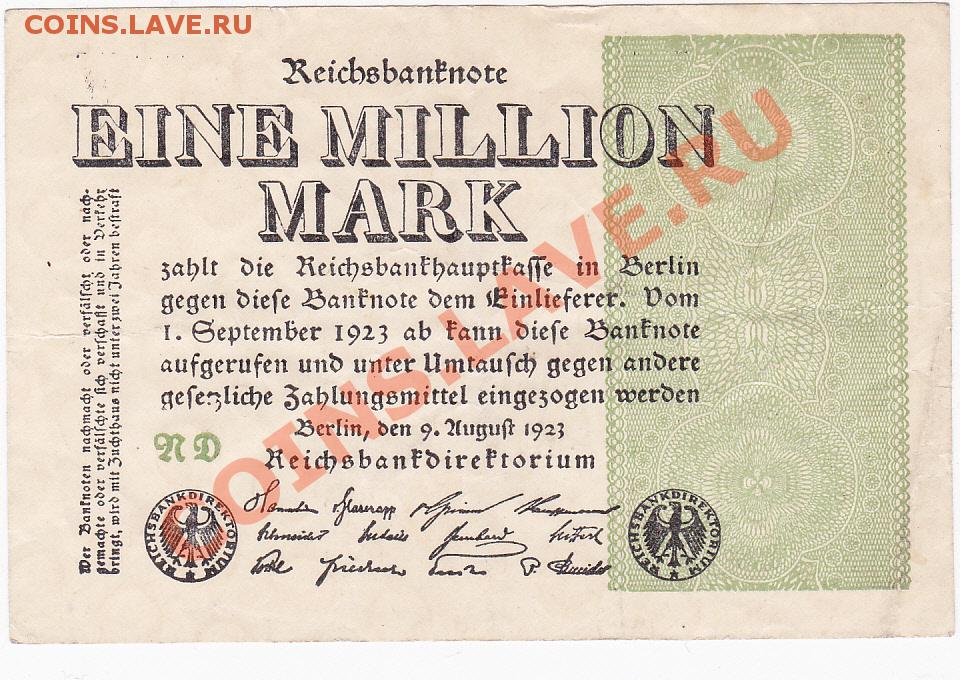 COINS.LAVE.RU
Reichsbanknote
EINE MILLION
MARK
zahlt die Reichsbankhauptkasse in Berlin
gegen diese Banknote dem Einlieferer. Vom
1. September 1923 ab kann diese Banknote
aufgerufen und unter Umtausch gegen andere
gesetzliche Zahlungsmittel eingezogen werden
Berlin, den 9. August 1923
Reichsbankdirektorium
ND
Wer Banknoten nachmacht oder verfälscht oder nach-
gemachte oder verfälschte sich verschafft und in Verkehr
bringt, wird mit Zuchthaus nicht unter zwei Jahren bestraft
REICHSBANKDIREKTORIUM
REICHSBANKDIREKTORIUM
COINS.LAVE.RU